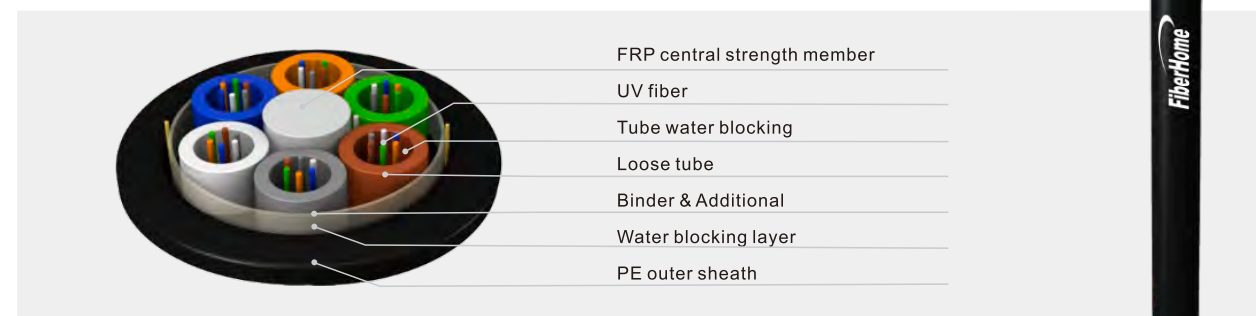 FRP central strength member
UV fiber
Tube water blocking
Loose tube
Binder & Additional
Water blocking layer
PE outer sheath
FiberHome